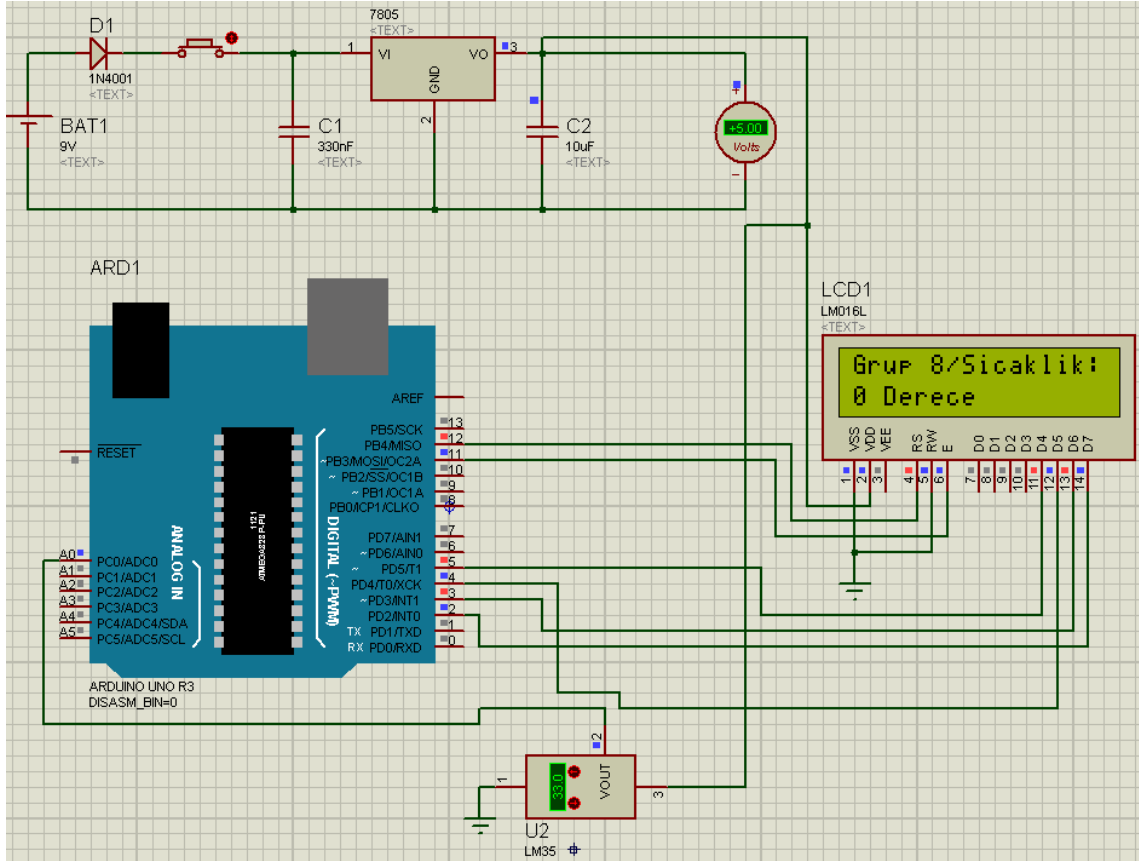 D1
1N4001
<TEXT>
BAT1
9V
<TEXT>
C1
330nF
<TEXT>
7805
<TEXT>
1
VI
VO
3
GND
2
C2
10uF
<TEXT>
+
+5.00
Volts
−
ARD1
RESET
AREF
PB5/SCK
13
PB4/MISO
12
~PB3/MOSI/OC2A
11
~ PB2/SS/OC1B
10
~ PB1/OC1A
9
PB0/ICP1/CLKO
8
PD7/AIN1
7
~PD6/AIN0
6
~ PD5/T1
5
PD4/T0/XCK
4
~PD3/INT1
3
PD2/INT0
2
TX PD1/TXD
1
RX PD0/RXD
0
DIGITAL (~PWM)
ANALOG IN
1121
ATMEGA328P-PU
A0
PC0/ADC0
A1
PC1/ADC1
A2
PC2/ADC2
A3
PC3/ADC3
A4
PC4/ADC4/SDA
A5
PC5/ADC5/SCL
ARDUINO UNO R3
DISASM_BIN=0
LCD1
LM016L
<TEXT>
Grup 8/Sicaklik:
0 Derece
VSS
VDD
VEE
RS
RW
E
D0
D1
D2
D3
D4
D5
D6
D7
1
2
3
4
5
6
7
8
9
10
11
12
13
14
2
1
33.0
VOUT
3
U2
LM35